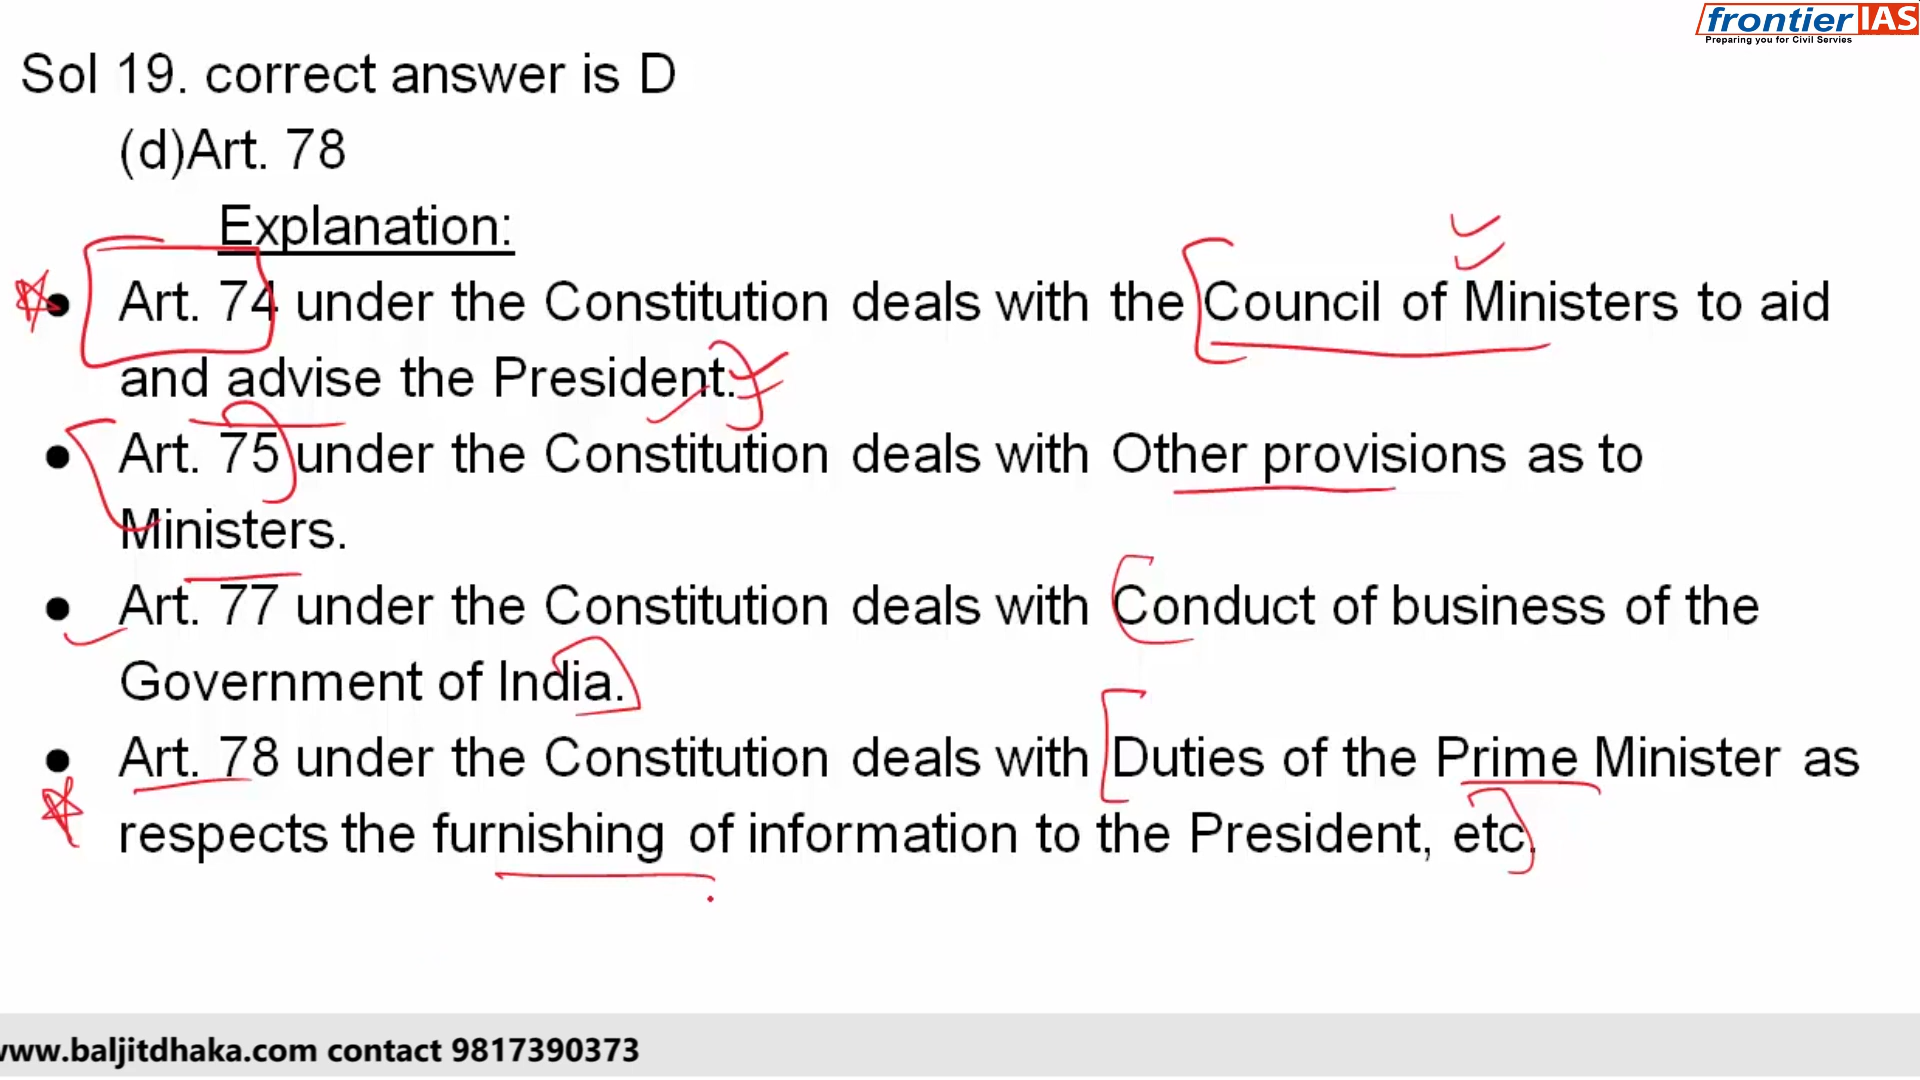 frontier IAS
Preparing you for Civil Servies
Sol 19. correct answer is D
(d)Art. 78
Explanation:
● Art. 74 under the Constitution deals with the Council of Ministers to aid
and advise the President.
● Art. 75 under the Constitution deals with Other provisions as to
Ministers.
● Art. 77 under the Constitution deals with Conduct of business of the
Government of India.
● Art. 78 under the Constitution deals with Duties of the Prime Minister as
respects the furnishing of information to the President, etc.
www.baljitdhaka.com contact 9817390373